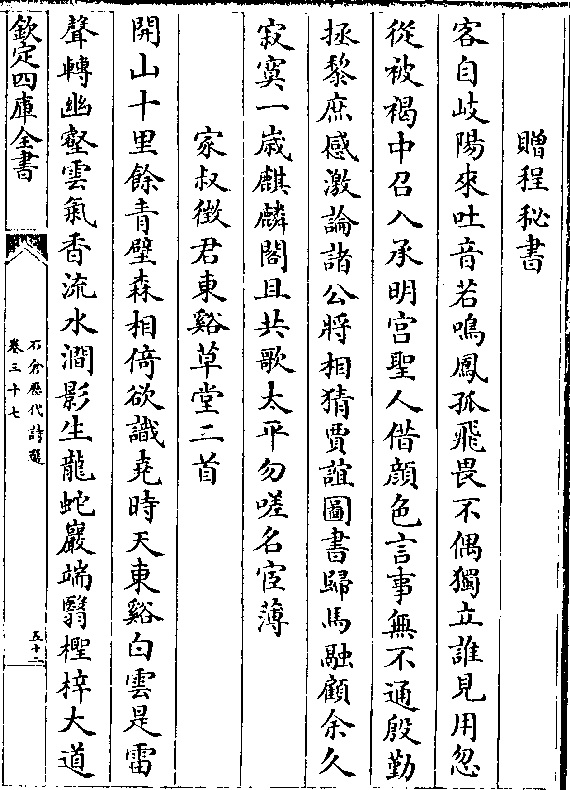 贈程秘書
客自岐陽來吐音若鳴鳳孤飛畏不偶獨立誰見用忽
從被褐中召入承明宮聖人借顔色言事無不通殷勤
拯黎庶感激論諸公將相猜賈誼圖書歸馬融顧余久
寂寞一歳麒麟閣且共歌太平勿嗟名宦薄
家叔徵君東谿草堂二首
開山十里餘青壁森相倚欲識堯時天東谿白雲是雷
聲轉幽壑雲氣香流水澗影生龍蛇巖端翳檉梓大道
欽定四庫全書
石倉歴代詩選
卷三十七
五十二